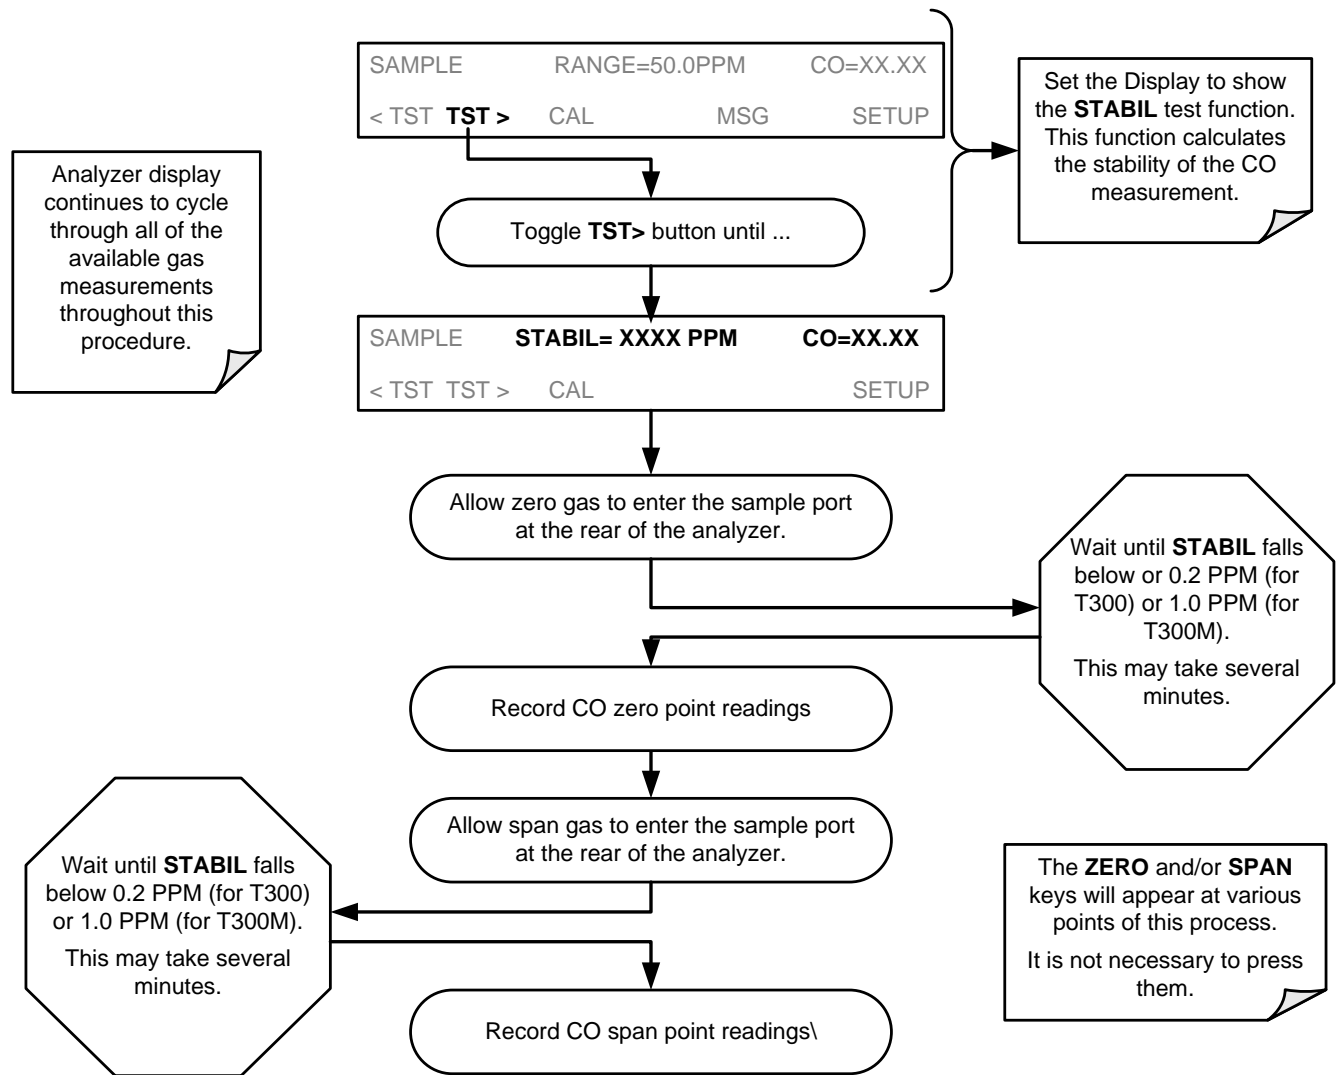 SAMPLE RANGE=50.0PPM CO=XX.XX
< TST TST > CAL MSG SETUP
Set the Display to show
the STABIL test function.
This function calculates
the stability of the CO
measurement.
Analyzer display
continues to cycle
through all of the
available gas
measurements
throughout this
procedure.
Toggle TST> button until ...
SAMPLE STABIL= XXXX PPM CO=XX.XX
< TST TST > CAL SETUP
Allow zero gas to enter the sample port
at the rear of the analyzer.
Wait until STABIL falls
below or 0.2 PPM (for
T300) or 1.0 PPM (for
T300M).
This may take several
minutes.
Record CO zero point readings
Allow span gas to enter the sample port
at the rear of the analyzer.
Wait until STABIL falls
below 0.2 PPM (for T300)
or 1.0 PPM (for T300M).
This may take several
minutes.
The ZERO and/or SPAN
keys will appear at various
points of this process.
It is not necessary to press
them.
Record CO span point readings\